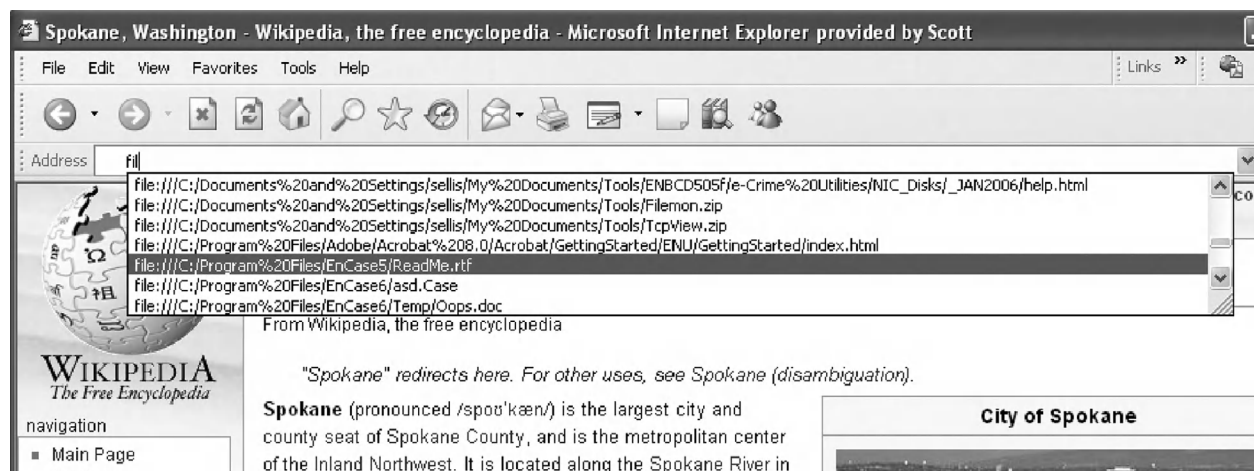 Spokane, Washington - Wikipedia, the free encyclopedia - Microsoft Internet Explorer provided by Scott
File Edit View Favorites Tools Help Links »
Address fil
file:///C:/Documents%20and%20Settings/sellis/My%20Documents/Tools/ENBCD505f/e-Crime%20Utilities/NIC_Disks/_JAN2006/help.html
file:///C:/Documents%20and%20Settings/sellis/My%20Documents/Tools/Filemon.zip
file:///C:/Documents%20and%20Settings/sellis/My%20Documents/Tools/TcpView.zip
file:///C:/Program%20Files/Adobe/Acrobat%208.0/Acrobat/GettingStarted/ENU/GettingStarted/index.html
file:///C:/Program%20Files/EnCase5/ReadMe.rtf
file:///C:/Program%20Files/EnCase6/asd.Case
file:///C:/Program%20Files/EnCase6/Temp/Oops.doc
co
Ω
祖
WIKIPEDIA
The Free Encyclopedia
navigation
Main Page
From Wikipedia, the free encyclopedia
"Spokane" redirects here. For other uses, see Spokane (disambiguation).
Spokane (pronounced /spoʊˈkæn/) is the largest city and
county seat of Spokane County, and is the metropolitan center
of the Inland Northwest. It is located along the Spokane River in
City of Spokane